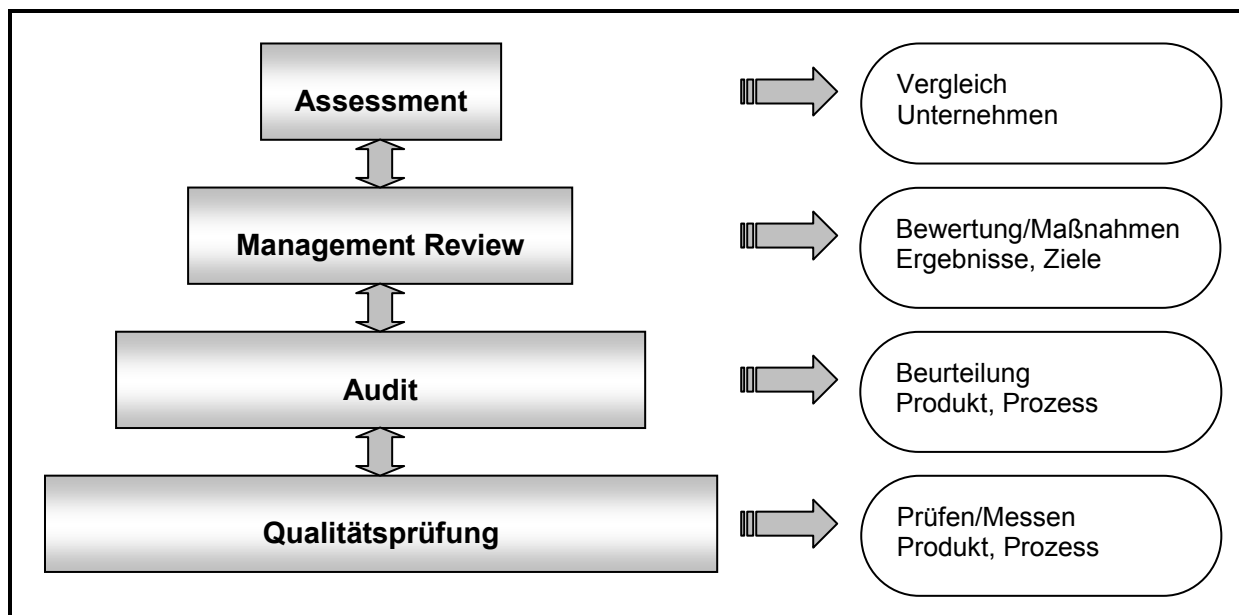 Assessment
Vergleich
Unternehmen
Management Review
Bewertung/Maßnahmen
Ergebnisse, Ziele
Audit
Beurteilung
Produkt, Prozess
Qualitätsprüfung
Prüfen/Messen
Produkt, Prozess